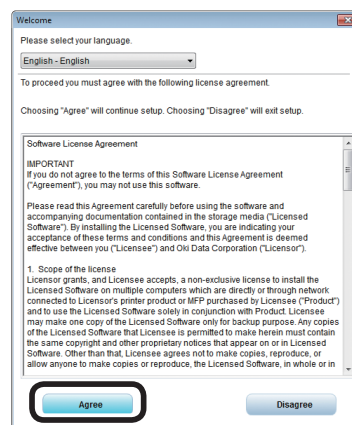 Welcome
Please select your language.
English - English
To proceed you must agree with the following license agreement.
Choosing "Agree" will continue setup. Choosing "Disagree" will exit setup.
Software License Agreement
IMPORTANT
If you do not agree to the terms of this Software License Agreement
("Agreement"), you may not use this software.
Please read this Agreement carefully before using the software and
accompanying documentation contained in the storage media ("Licensed
Software"). By installing the Licensed Software, you are indicating your
acceptance of these terms and conditions and this Agreement is deemed
effective between you ("Licensee") and Oki Data Corporation ("Licensor").
1. Scope of the license
Licensor grants, and Licensee accepts, a non-exclusive license to install the
Licensed Software on multiple computers which are directly or through network
connected to Licensor's printer product or MFP purchased by Licensee ("Product")
and to use the Licensed Software solely in conjunction with Product. Licensee
may make one copy of the Licensed Software only for backup purpose. Any copies
of the Licensed Software that Licensee is permitted to make herein must contain
the same copyright and other proprietary notices that appear on or in Licensed
Software. Other than that, Licensee agrees not to make copies, reproduce, or
allow anyone to make copies or reproduce, the Licensed Software, in whole or in
Agree
Disagree